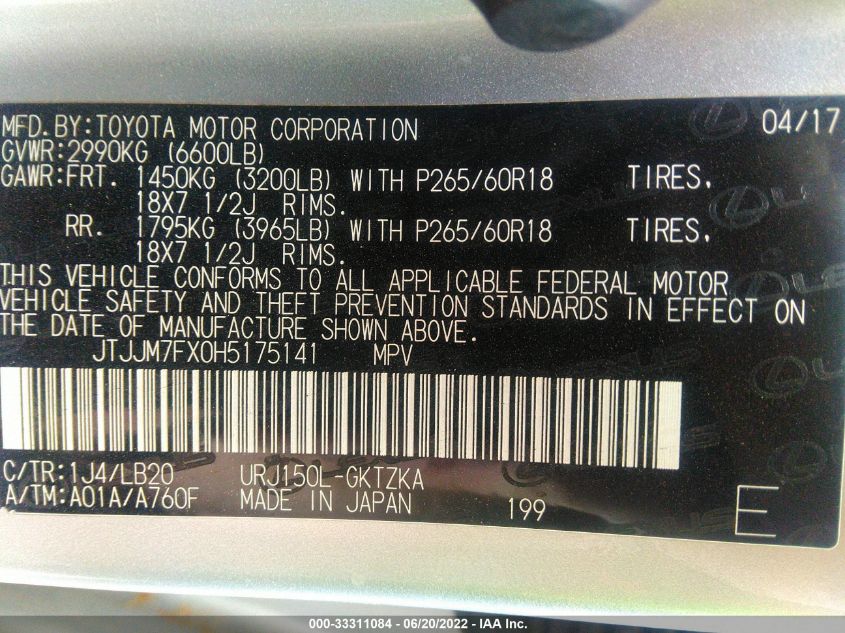 MFD.BY:TOYOTA MOTOR CORPORATION 04/17
GVWR:2990KG (6600LB)
GAWR:FRT. 1450KG (3200LB) WITH P265/60R18 TIRES,
18X7 1/2J RIMS.
RR. 1795KG (3965LB) WITH P265/60R18 TIRES,
18X7 1/2J RIMS.
THIS VEHICLE CONFORMS TO ALL APPLICABLE FEDERAL MOTOR
VEHICLE SAFETY AND THEFT PREVENTION STANDARDS IN EFFECT ON
THE DATE OF MANUFACTURE SHOWN ABOVE.
JTJJM7FX0H5175141 MPV
C/TR:1J4/LB20 URJ150L-GKTZKA
A/TM:A01A/A760F MADE IN JAPAN 199 E
000-33311084 - 06/20/2022 - IAA Inc.